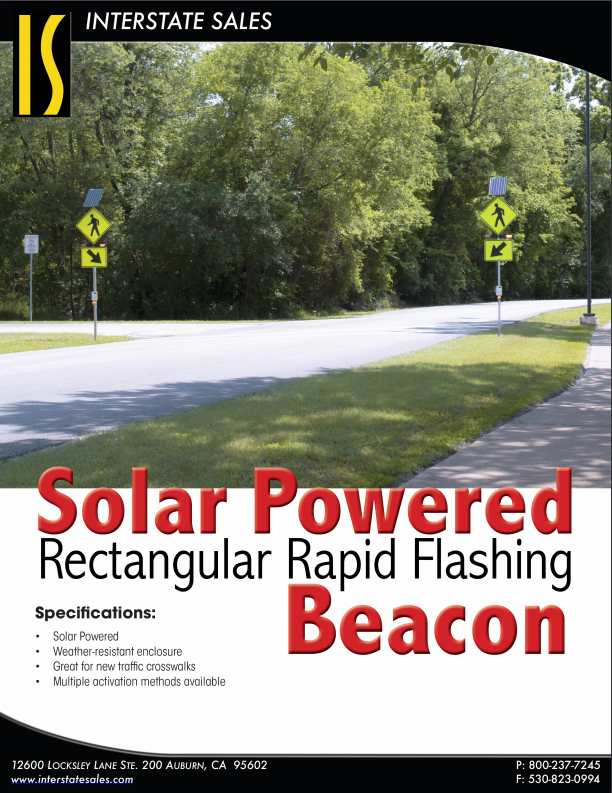 IS
INTERSTATE SALES
Solar Powered
Rectangular Rapid Flashing
Beacon
Specifications:
• Solar Powered
• Weather-resistant enclosure
• Great for new traffic crosswalks
• Multiple activation methods available
12600 Locksley Lane Ste. 200 Auburn, CA 95602
www.interstatesales.com
P: 800-237-7245
F: 530-823-0994